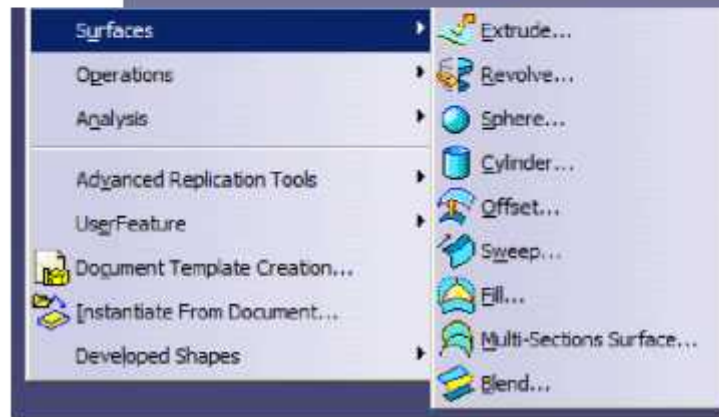 Surfaces
Operations
Analysis
Advanced Replication Tools
UserFeature
Document Template Creation...
Instantiate From Document...
Developed Shapes
Extrude...
Revolve...
Sphere...
Cylinder...
Offset...
Sweep...
Fill...
Multi-Sections Surface...
Blend...